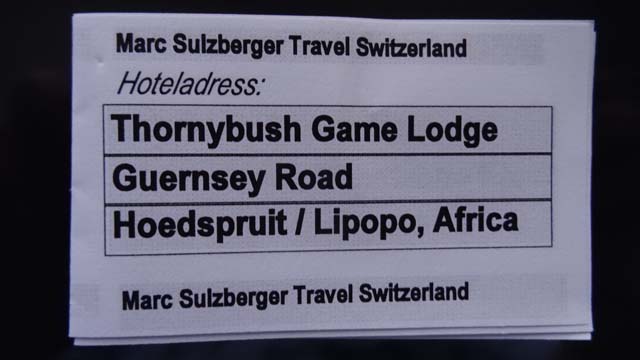 Marc Sulzberger Travel Switzerland
Hoteladress:
Thornybush Game Lodge
Guernsey Road
Hoedspruit / Lipopo, Africa
Marc Sulzberger Travel Switzerland